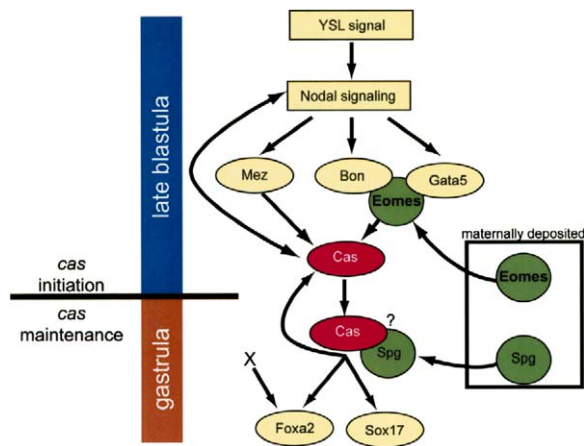 YSL signal
Nodal signaling
late blastula
Mez
Bon
Gata5
Eomes
maternally deposited
Cas
Eomes
cas
initiation
cas
maintenance
?
Cas
Spg
Spg
gastrula
X
Foxa2
Sox17